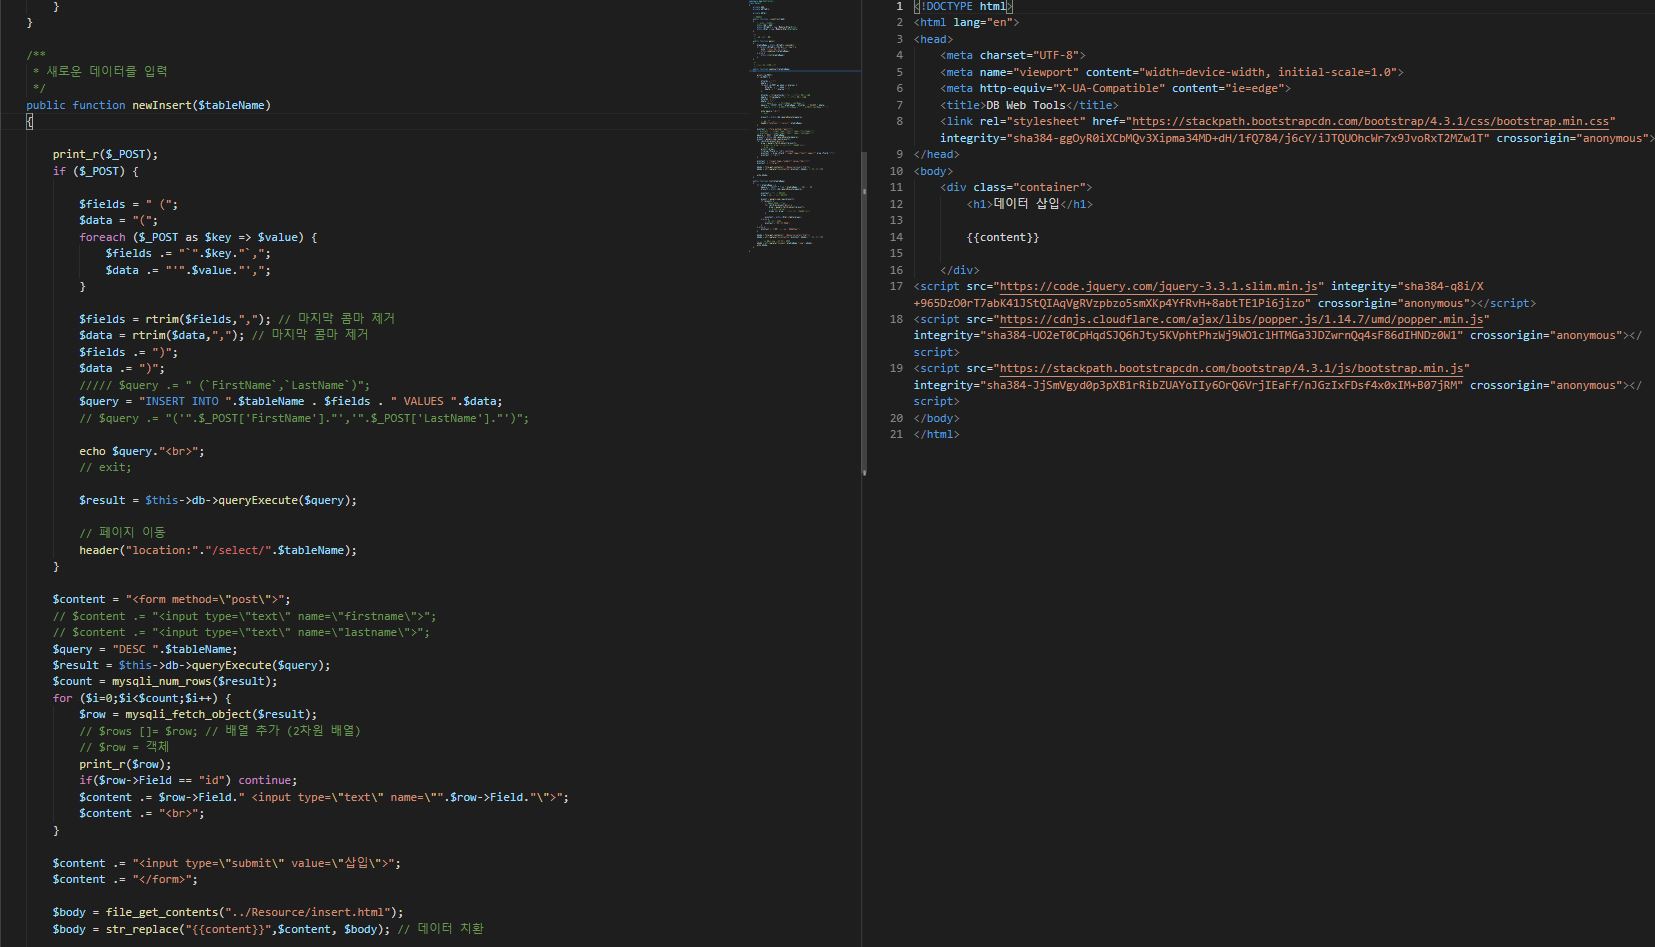 }
}

/**
 * 새로운 데이터를 입력
 */
public function newInsert($tableName)
{

    print_r($_POST);
    if ($_POST) {

        $fields = " (";
        $data = "(";
        foreach ($_POST as $key => $value) {
            $fields .= "`".$key."`,";
            $data .= "'".$value."',";
        }

        $fields = rtrim($fields,","); // 마지막 콤마 제거
        $data = rtrim($data,","); // 마지막 콤마 제거
        $fields .= ")";
        $data .= ")";
        ///// $query .= " (`FirstName`,`LastName`)";
        $query = "INSERT INTO ".$tableName . $fields . " VALUES ".$data;
        // $query .= "('".$_POST['FirstName']."','".$_POST['LastName']."')";

        echo $query."<br>";
        // exit;

        $result = $this->db->queryExecute($query);

        // 페이지 이동
        header("location:"."/select/".$tableName);
    }

    $content = "<form method=\"post\">";
    // $content .= "<input type=\"text\" name=\"firstname\">";
    // $content .= "<input type=\"text\" name=\"lastname\">";
    $query = "DESC ".$tableName;
    $result = $this->db->queryExecute($query);
    $count = mysqli_num_rows($result);
    for ($i=0;$i<$count;$i++) {
        $row = mysqli_fetch_object($result);
        // $rows []= $row; // 배열 추가 (2차원 배열)
        // $row = 객체
        print_r($row);
        if($row->Field == "id") continue;
        $content .= $row->Field." <input type=\"text\" name=\"".$row->Field."\">";
        $content .= "<br>";
    }

    $content .= "<input type=\"submit\" value=\"삽입\">";
    $content .= "</form>";

    $body = file_get_contents("../Resource/insert.html");
    $body = str_replace("{{content}}",$content, $body); // 데이터 치환

1 <!DOCTYPE html>
2 <html lang="en">
3 <head>
4     <meta charset="UTF-8">
5     <meta name="viewport" content="width=device-width, initial-scale=1.0">
6     <meta http-equiv="X-UA-Compatible" content="ie=edge">
7     <title>DB Web Tools</title>
8     <link rel="stylesheet" href="https://stackpath.bootstrapcdn.com/bootstrap/4.3.1/css/bootstrap.min.css"
    integrity="sha384-ggOyR0iXCbMQv3Xipma34MD+dH/1fQ784/j6cY/iJTQUOhcWr7x9JvoRxT2MZw1T" crossorigin="anonymous">
9 </head>
10 <body>
11     <div class="container">
12         <h1>데이터 삽입</h1>
13
14         {{content}}
15
16     </div>
17 <script src="https://code.jquery.com/jquery-3.3.1.slim.min.js" integrity="sha384-q8i/X
+965DzO0rT7abK41JStQIAqVgRVzpbzo5smXKp4YfRvH+8abtTE1Pi6jizo" crossorigin="anonymous"></script>
18 <script src="https://cdnjs.cloudflare.com/ajax/libs/popper.js/1.14.7/umd/popper.min.js"
integrity="sha384-UO2eT0CpHqdSJQ6hJty5KVphtPhzWj9WO1clHTMGa3JDZwrnQq4sF86dIHNDz0W1" crossorigin="anonymous"></
script>
19 <script src="https://stackpath.bootstrapcdn.com/bootstrap/4.3.1/js/bootstrap.min.js"
integrity="sha384-JjSmVgyd0p3pXB1rRibZUAYoIIy6OrQ6VrjIEaFf/nJGzIxFDsf4x0xIM+B07jRM" crossorigin="anonymous"></
script>
20 </body>
21 </html>